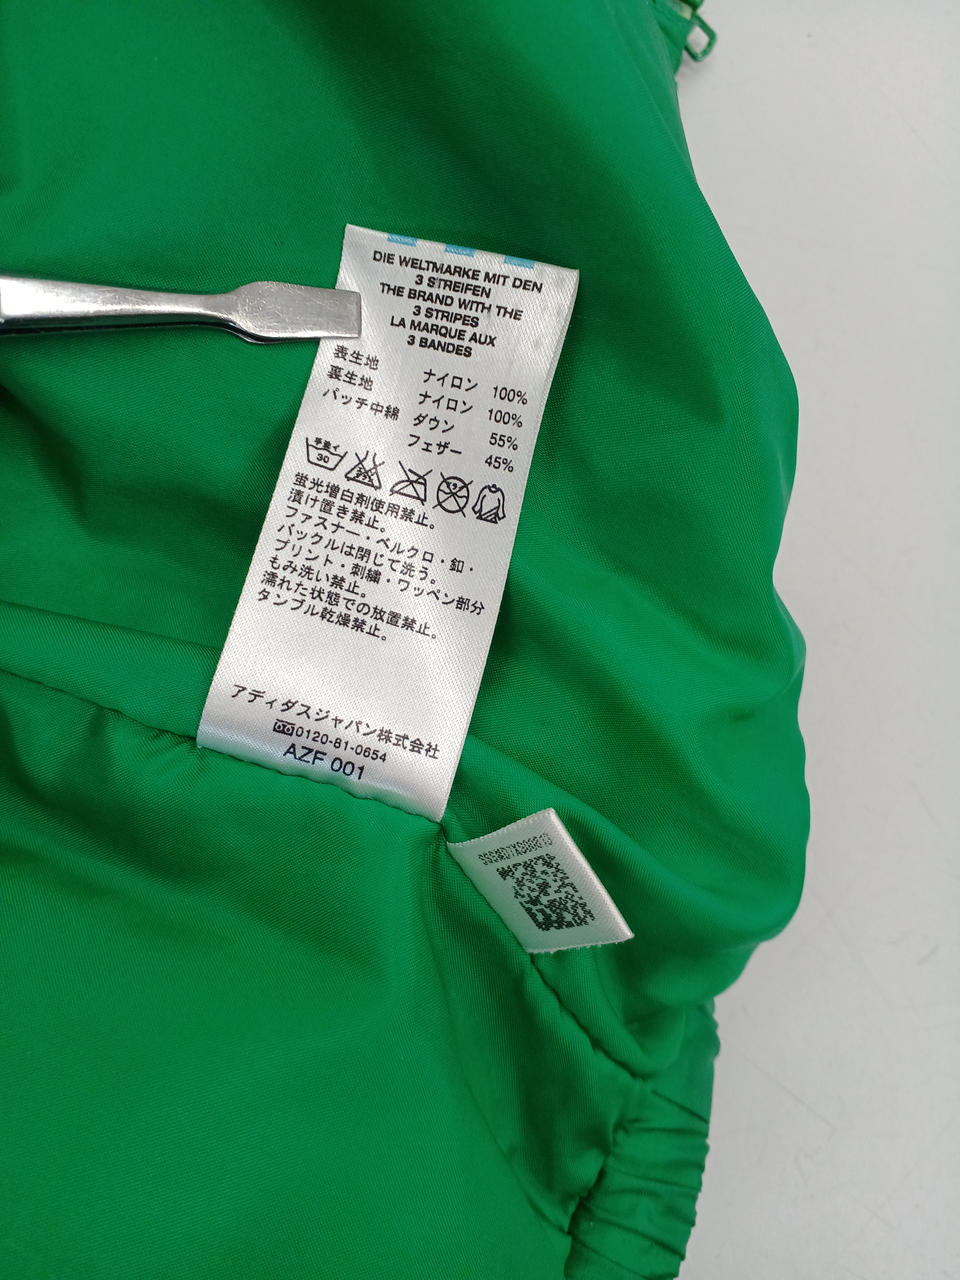 DIE WELTMARKE MIT DEN
3 STREIFEN
THE BRAND WITH THE
3 STRIPES
LA MARQUE AUX
3 BANDES
表生地 ナイロン 100%
裏生地 ナイロン 100%
パッチ中綿 ダウン 55%
フェザー 45%
手洗イ
30
蛍光増白剤使用禁止。
漬け置き禁止。
ファスナー・ベルクロ・釦・
バックルは閉じて洗う。
プリント・刺繍・ワッペン部分
もみ洗い禁止。
濡れた状態での放置禁止。
タンブル乾燥禁止。
アディダスジャパン株式会社
0120-81-0654
AZF 001